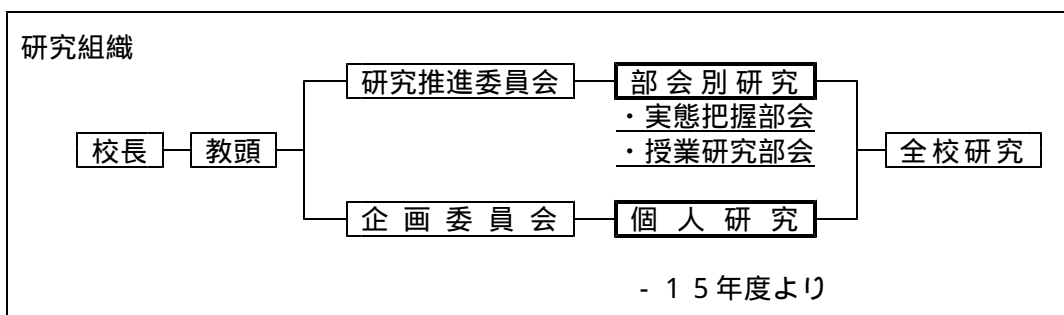 研究組織
研究推進委員会 部会別研究
・実態把握部会
校長 教頭 ・授業研究部会 全校研究
企画委員会 個人研究
-１５年度より